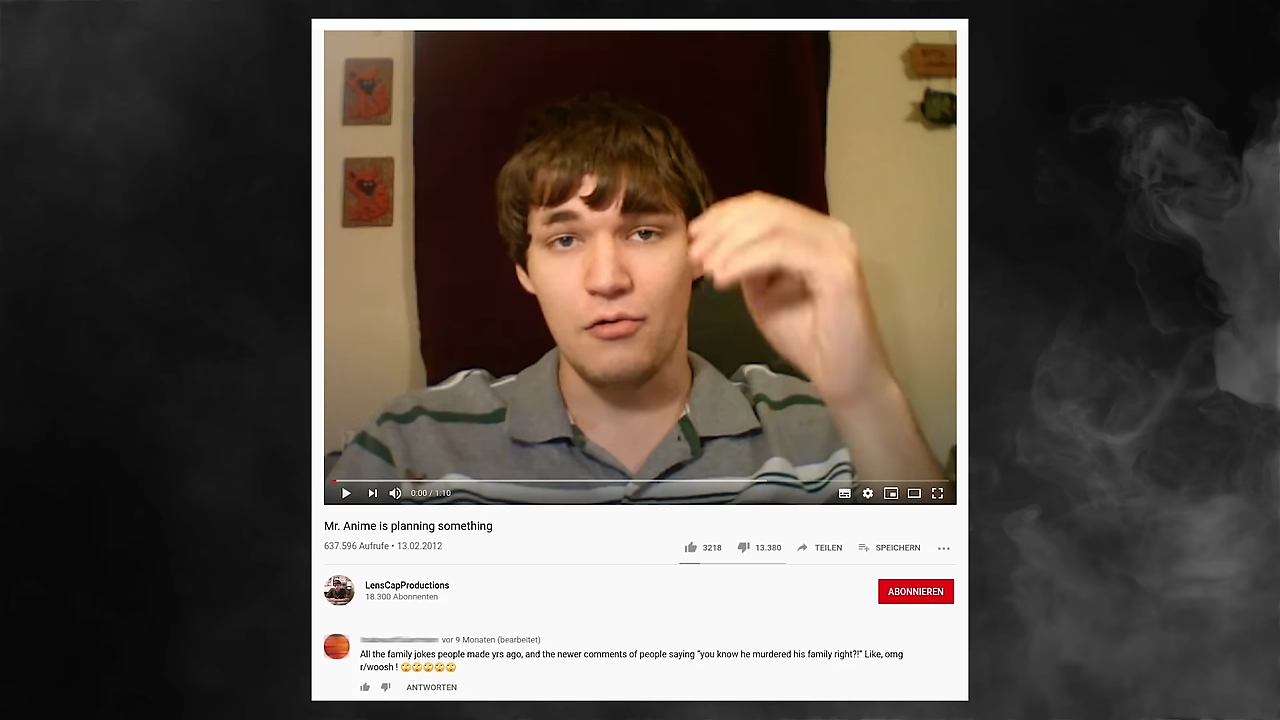 0:00 / 1:10
Mr. Anime is planning something
637.596 Aufrufe • 13.02.2012
3218
13.380
TEILEN
SPEICHERN
LensCapProductions
18.300 Abonnenten
ABONNIEREN
vor 9 Monaten (bearbeitet)
All the family jokes people made yrs ago, and the newer comments of people saying "you know he murdered his family right?!" Like, omg
r/woosh ! 🙄🙄🙄🙄🙄
ANTWORTEN